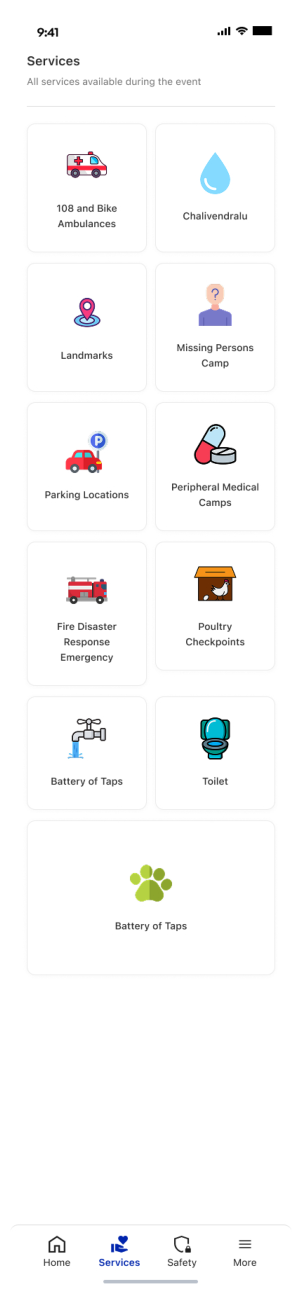 9:41
Services
All services available during the event
108 and Bike
Ambulances
Chalivendralu
Landmarks
?
Missing Persons
Camp
P
Parking Locations
Peripheral Medical
Camps
Fire Disaster
Response
Emergency
Poultry
Checkpoints
Battery of Taps
Toilet
Battery of Taps
Home
Services
Safety
More